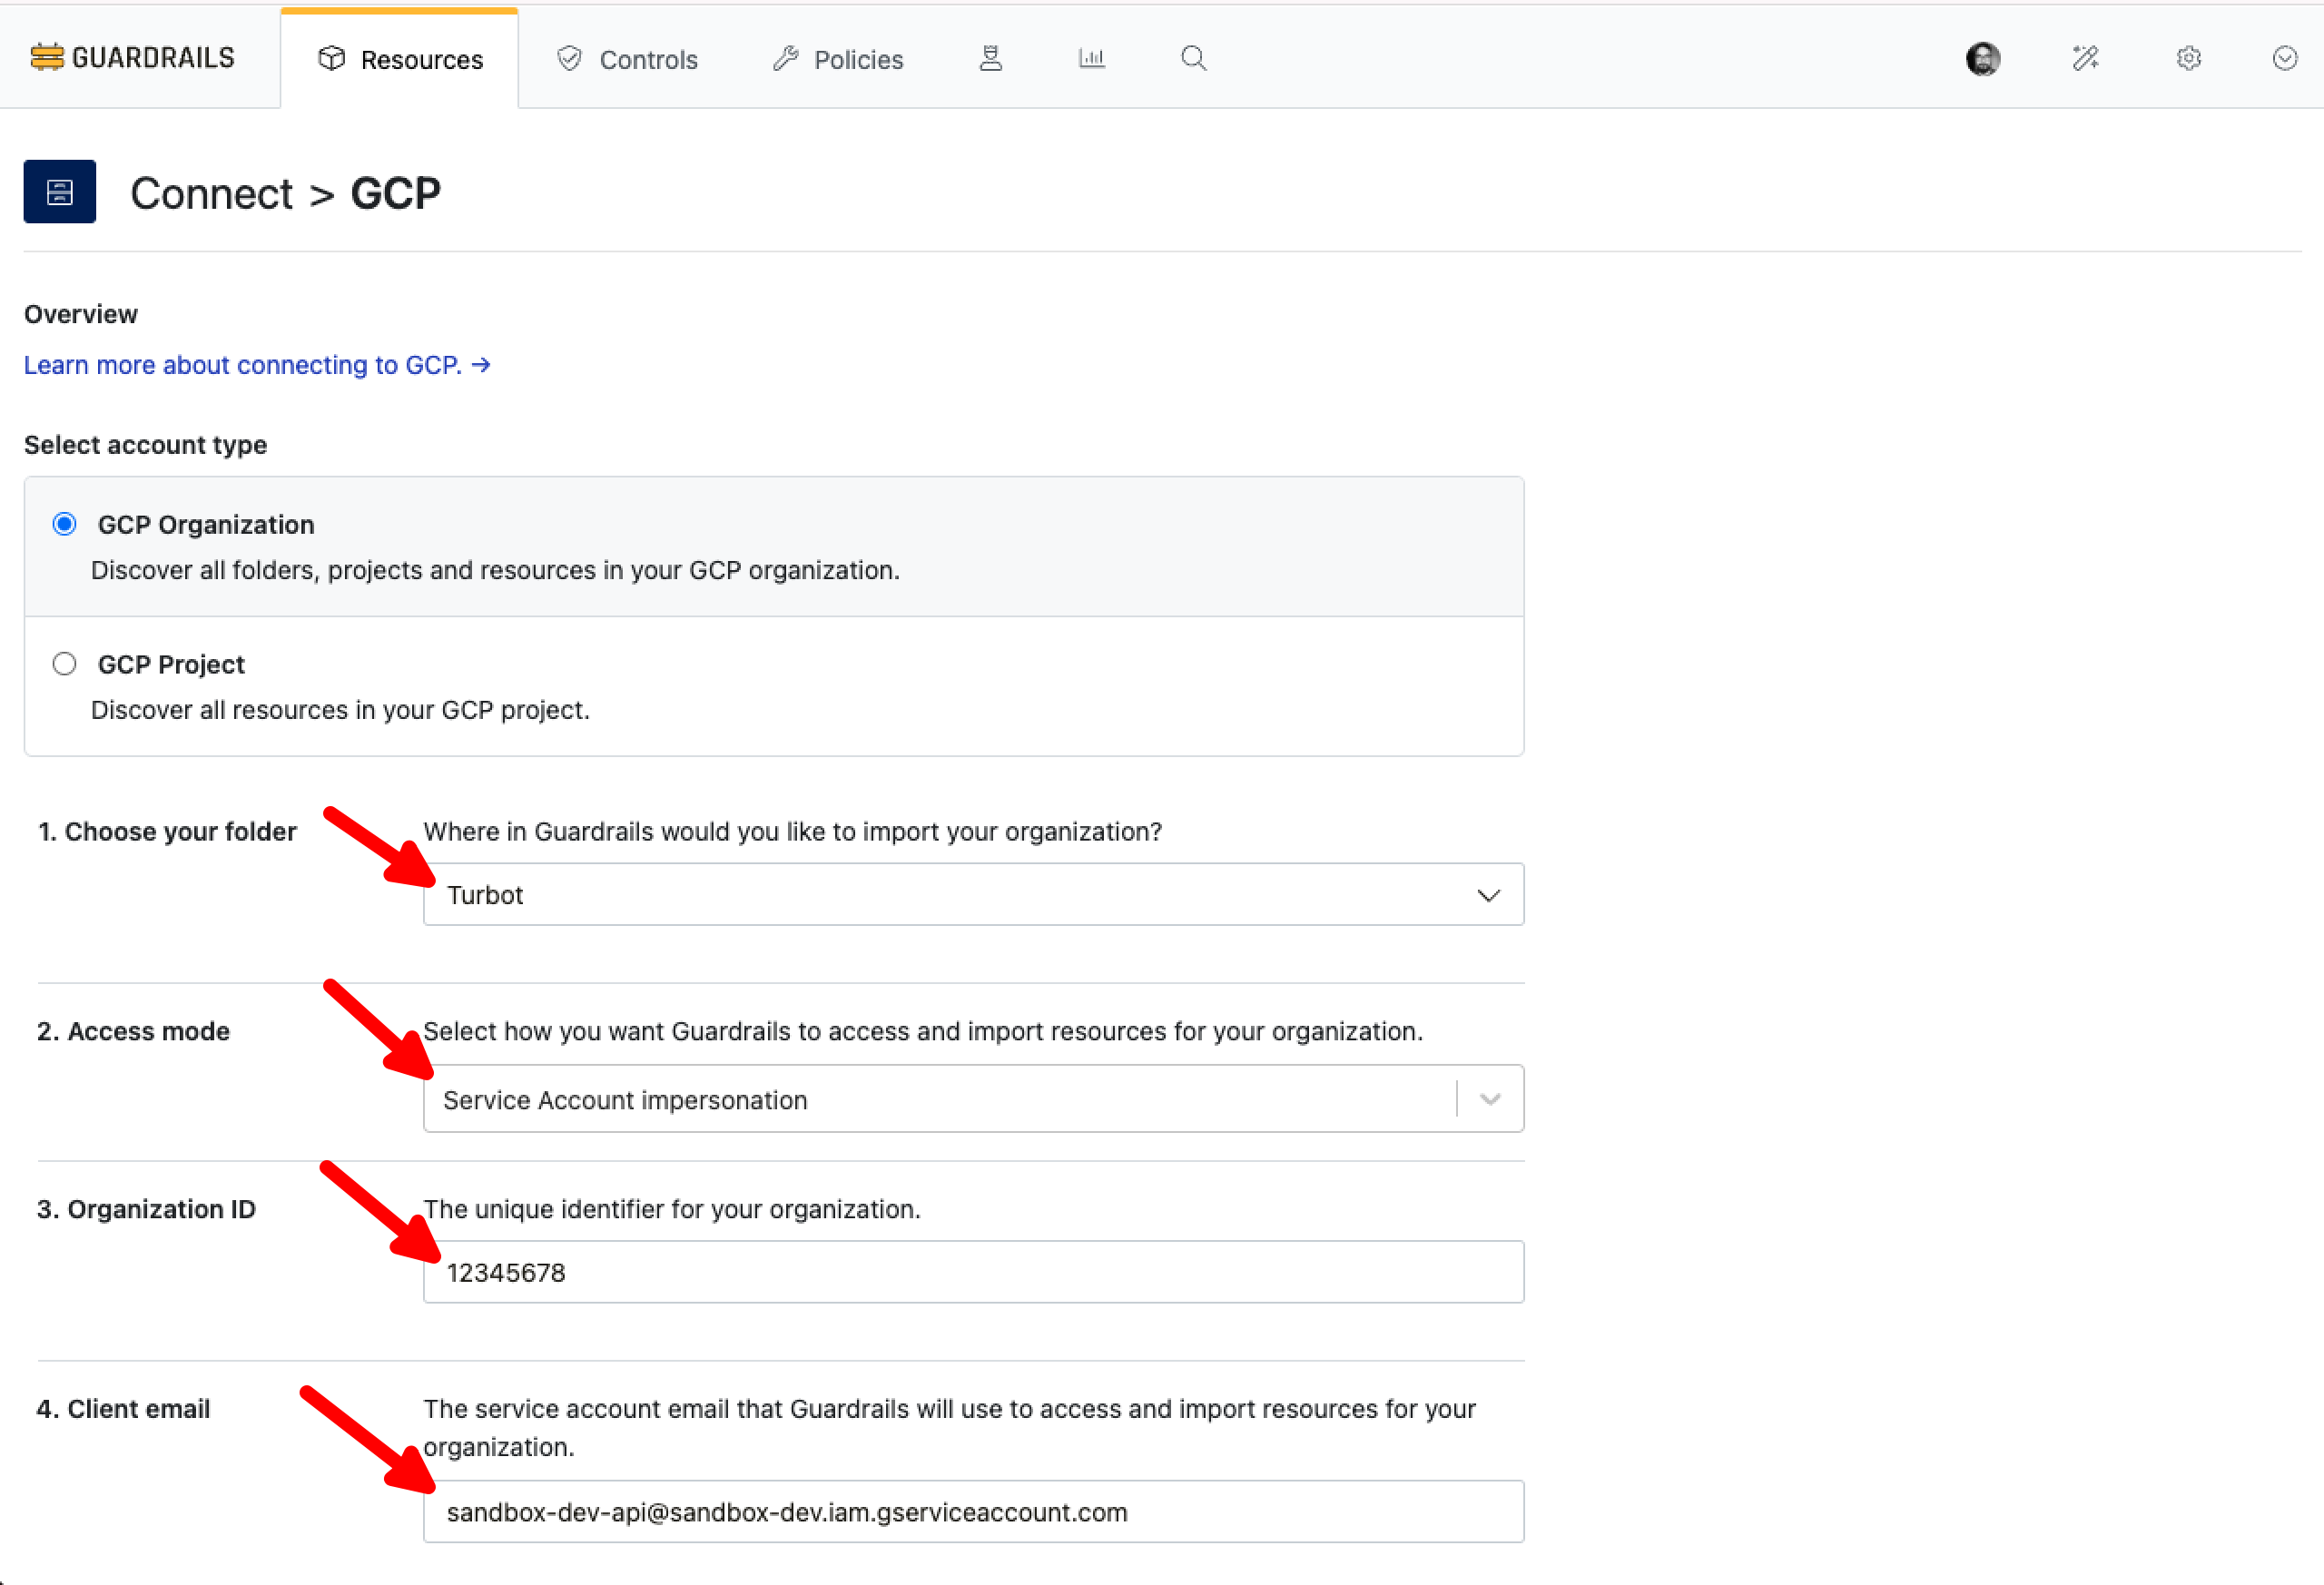 GUARDRAILS
Resources
Controls
Policies
Connect > GCP
Overview
Learn more about connecting to GCP. →
Select account type
GCP Organization
Discover all folders, projects and resources in your GCP organization.
GCP Project
Discover all resources in your GCP project.
1. Choose your folder
Where in Guardrails would you like to import your organization?
Turbot
2. Access mode
Select how you want Guardrails to access and import resources for your organization.
Service Account impersonation
3. Organization ID
The unique identifier for your organization.
12345678
4. Client email
The service account email that Guardrails will use to access and import resources for your
organization.
sandbox-dev-api@sandbox-dev.iam.gserviceaccount.com